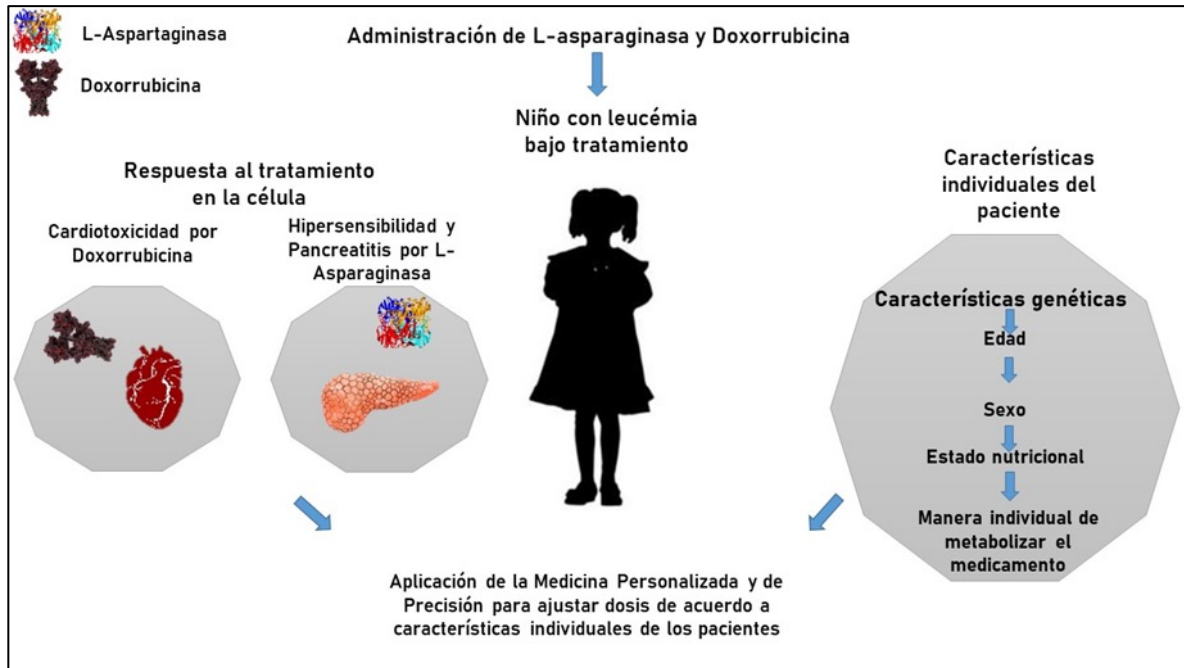 L-Aspartaginasa
Doxorrubicina
Administración de L-asparaginasa y Doxorrubicina
Niño con leucémia
bajo tratamiento
Respuesta al tratamiento
en la célula
Cardiotoxicidad por
Doxorrubicina
Hipersensibilidad y
Pancreatitis por L-
Asparaginasa
Características
individuales del
paciente
Características genéticas
Edad
Sexo
Estado nutricional
Manera individual de
metabolizar el
medicamento
Aplicación de la Medicina Personalizada y de
Precisión para ajustar dosis de acuerdo a
características individuales de los pacientes